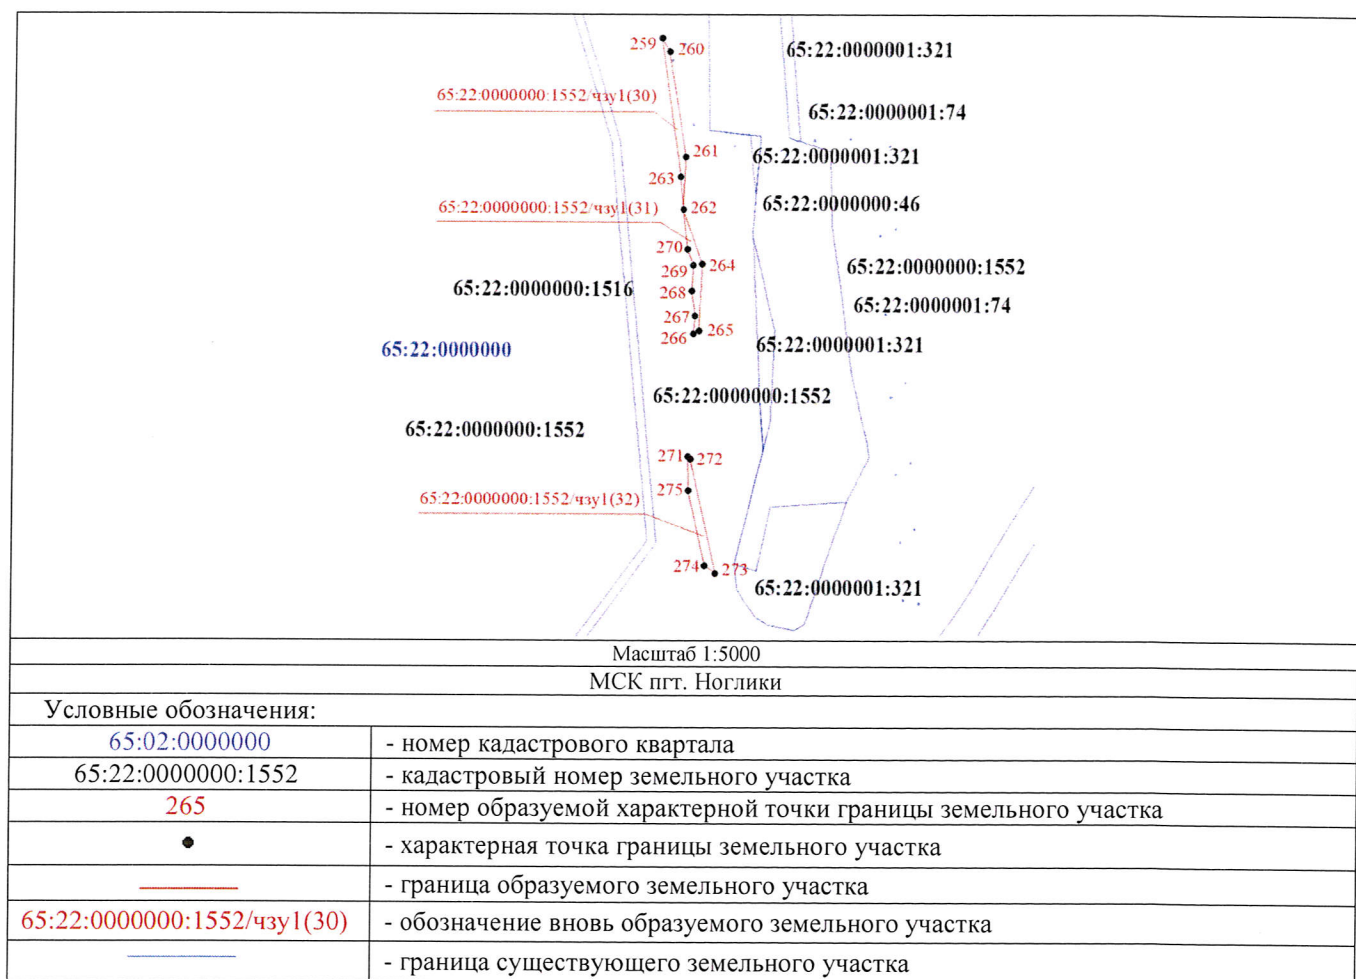 259
260
65:22:0000001:321
65:22:0000000:1552/чзу1(30)
65:22:0000001:74
261
65:22:0000001:321
263
65:22:0000000:1552/чзу1(31)
262
65:22:0000000:46
270
269
264
65:22:0000000:1552
65:22:0000000:1516
268
65:22:0000001:74
267
266
265
65:22:0000001:321
65:22:0000000
65:22:0000000:1552
65:22:0000000:1552
271
272
275
65:22:0000000:1552/чзу1(32)
274
273
65:22:0000001:321
Масштаб 1:5000
МСК пгт. Ноглики
Условные обозначения:
65:02:0000000 - номер кадастрового квартала
65:22:0000000:1552 - кадастровый номер земельного участка
265 - номер образуемой характерной точки границы земельного участка
- характерная точка границы земельного участка
- граница образуемого земельного участка
65:22:0000000:1552/чзу1(30) - обозначение вновь образуемого земельного участка
- граница существующего земельного участка